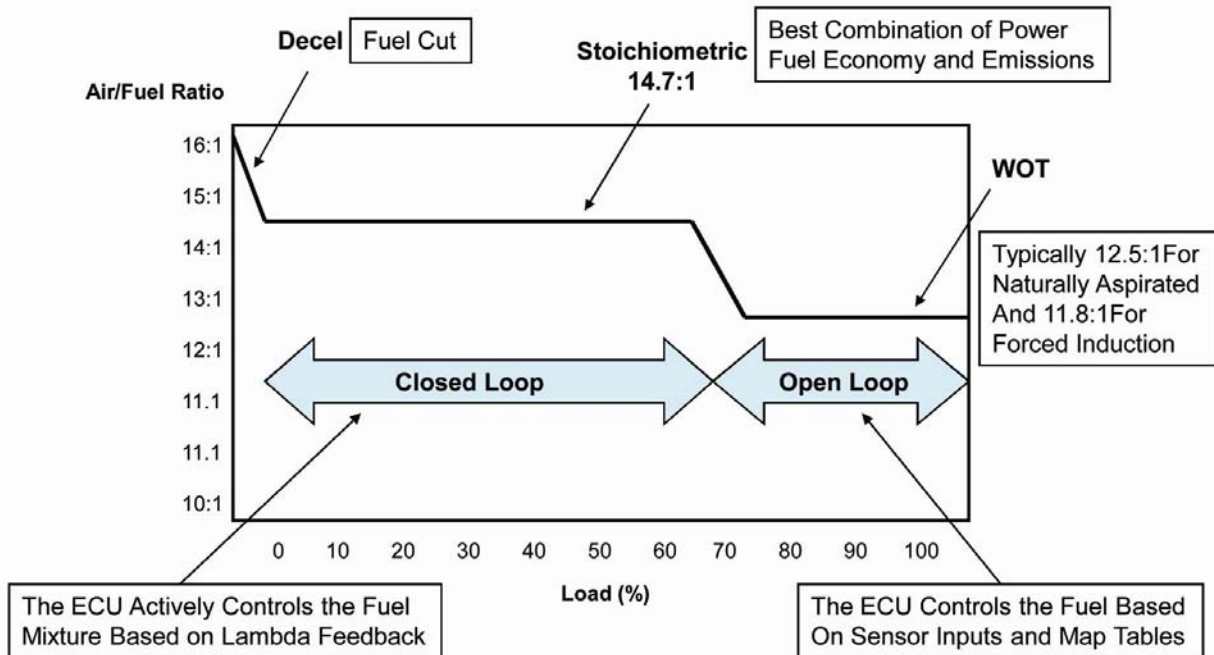 Decel
Fuel Cut
Stoichiometric
14.7:1
Best Combination of Power
Fuel Economy and Emissions
Air/Fuel Ratio
16:1
15:1
14:1
13:1
12:1
11.1
11.1
10:1
WOT
Typically 12.5:1For
Naturally Aspirated
And 11.8:1For
Forced Induction
Closed Loop
Open Loop
0 10 20 30 40 50 60 70 80 90 100
Load (%)
The ECU Actively Controls the Fuel
Mixture Based on Lambda Feedback
The ECU Controls the Fuel Based
On Sensor Inputs and Map Tables